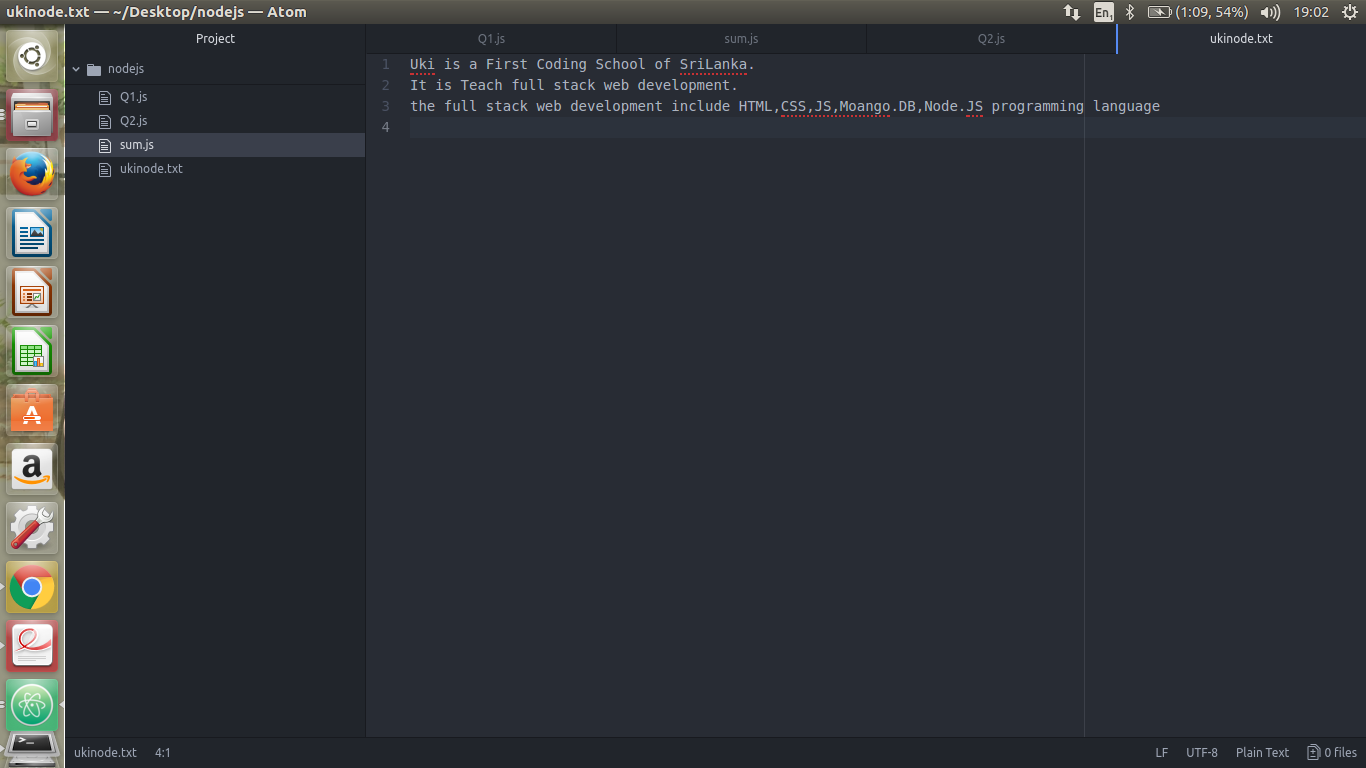 ukinode.txt — ~/Desktop/nodejs — Atom
En1
(1:09, 54%)
19:02
Project
Q1.js
sum.js
Q2.js
ukinode.txt
nodejs
Q1.js
Q2.js
sum.js
ukinode.txt
1 Uki is a First Coding School of SriLanka.
2 It is Teach full stack web development.
3 the full stack web development include HTML,CSS,JS,Moango.DB,Node.JS programming language
4
A
a
>_
ukinode.txt 4:1
LF UTF-8 Plain Text 0 files